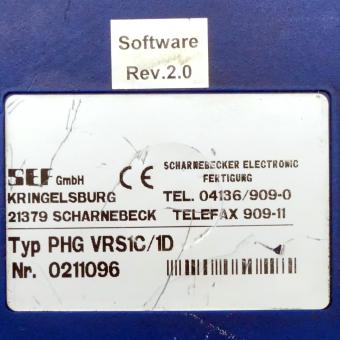 Software
Rev.2.0
SEF GmbH
KRINGELSBURG
21379 SCHARNEBECK
CE
SCHARNEBECKER ELECTRONIC
FERTIGUNG
TEL. 04136/909-0
TELEFAX 909-11
Typ PHG VRS1C/1D
Nr. 0211096